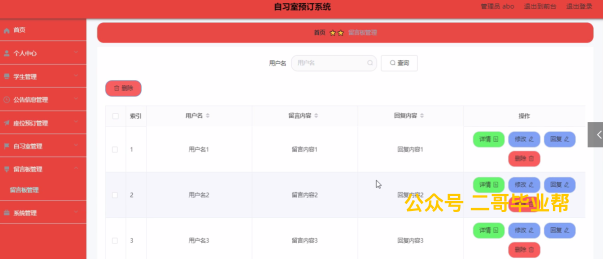 自习室预订系统
管理员 abo 退出到前台 退出登录
首页
个人中心
学生管理
公告信息管理
座位预订管理
自习室管理
留言板管理
留言板管理
系统管理
首页 留言板管理
用户名 用户名 查询
删除
索引 用户名 留言内容 回复内容 操作
1 用户名1 留言内容1 回复内容1 详情 修改 回复 删除
2 用户名2 留言内容2 回复内容2 详情 修改 回复
3 用户名3 留言内容3 回复内容3 详情 修改 回复 删除
公众号 二哥毕业帮